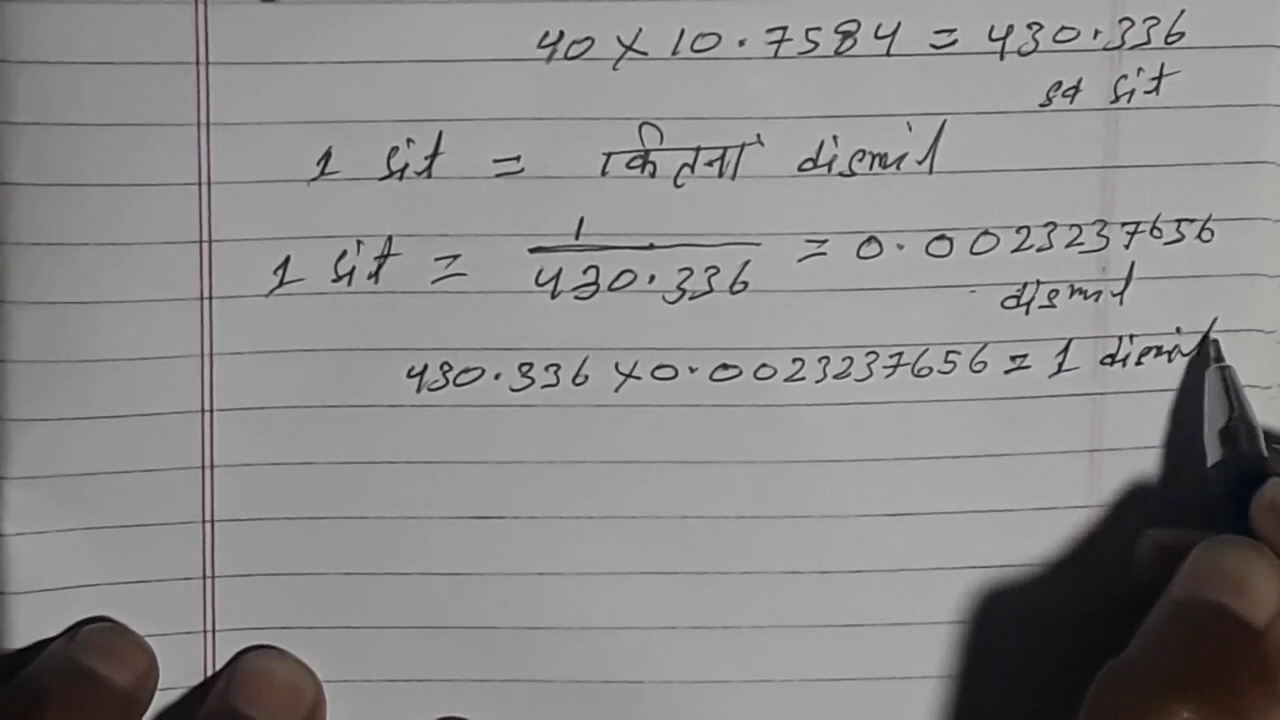 40 × 10.7584 = 430.336
sq sit
1 sit = कितना dismil
1 sit = 1/430.336 = 0.0023237656
dismil
430.336 × 0.0023237656 = 1 dismil